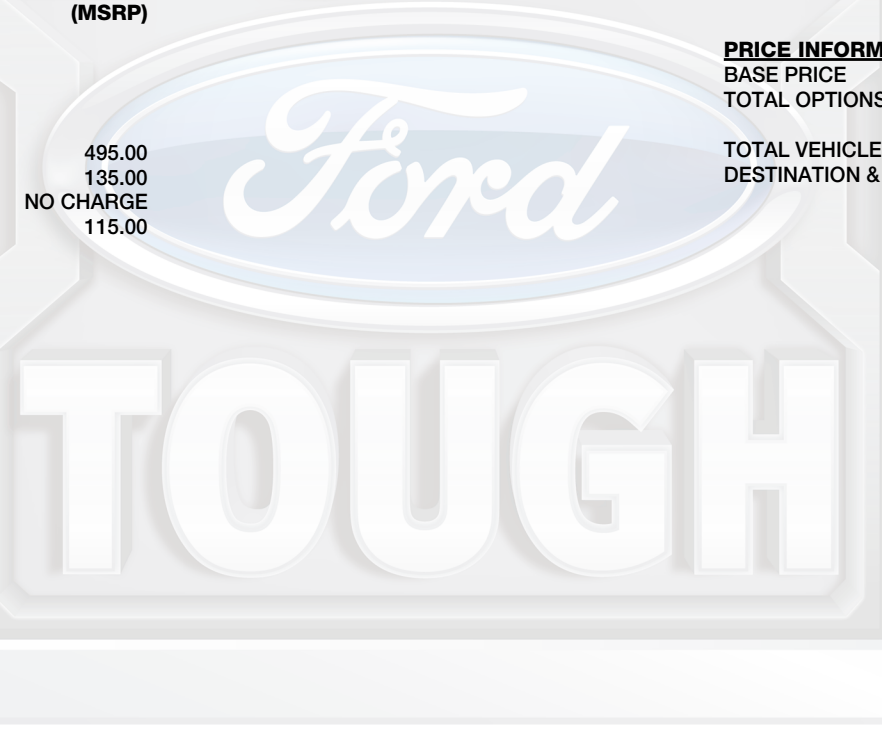 (MSRP)
495.00
135.00
NO CHARGE
115.00
PRICE INFORM
BASE PRICE
TOTAL OPTIONS
TOTAL VEHICLE
DESTINATION &
Ford
TOUGH